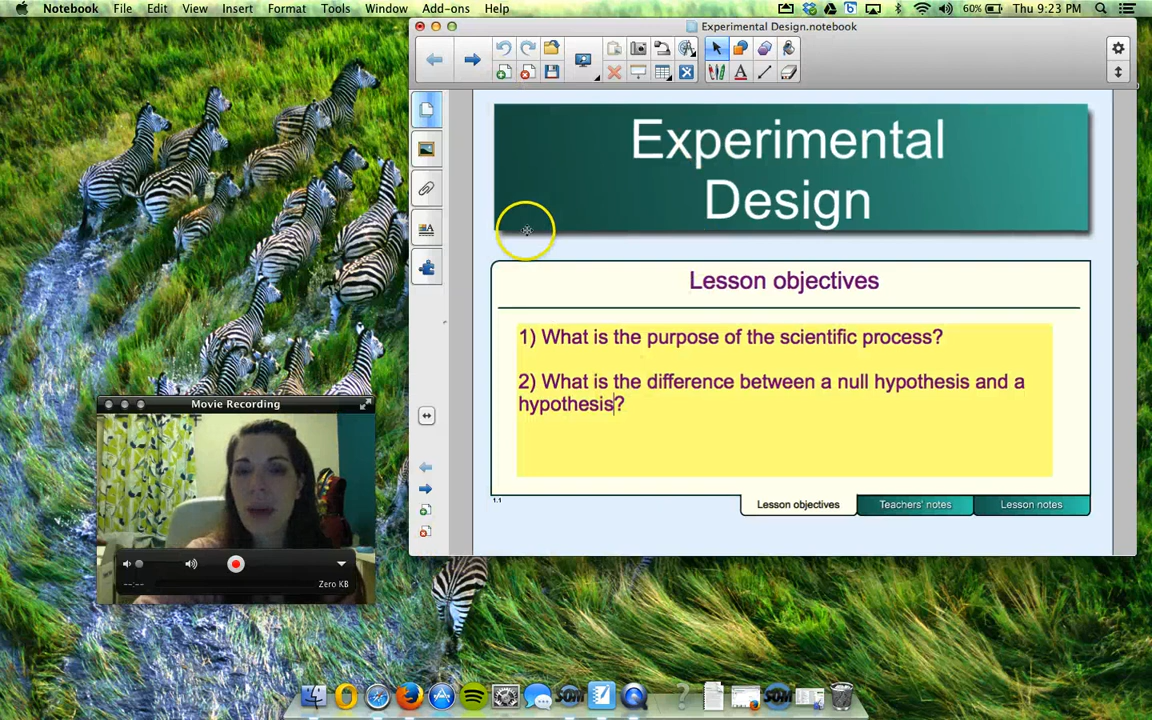 Notebook File Edit View Insert Format Tools Window Add-ons Help
60% Thu 9:23 PM
Experimental Design.notebook
Experimental
Design
Lesson objectives
1) What is the purpose of the scientific process?
2) What is the difference between a null hypothesis and a
hypothesis?
1.1
Lesson objectives Teachers' notes Lesson notes
Movie Recording
--:--
Zero KB